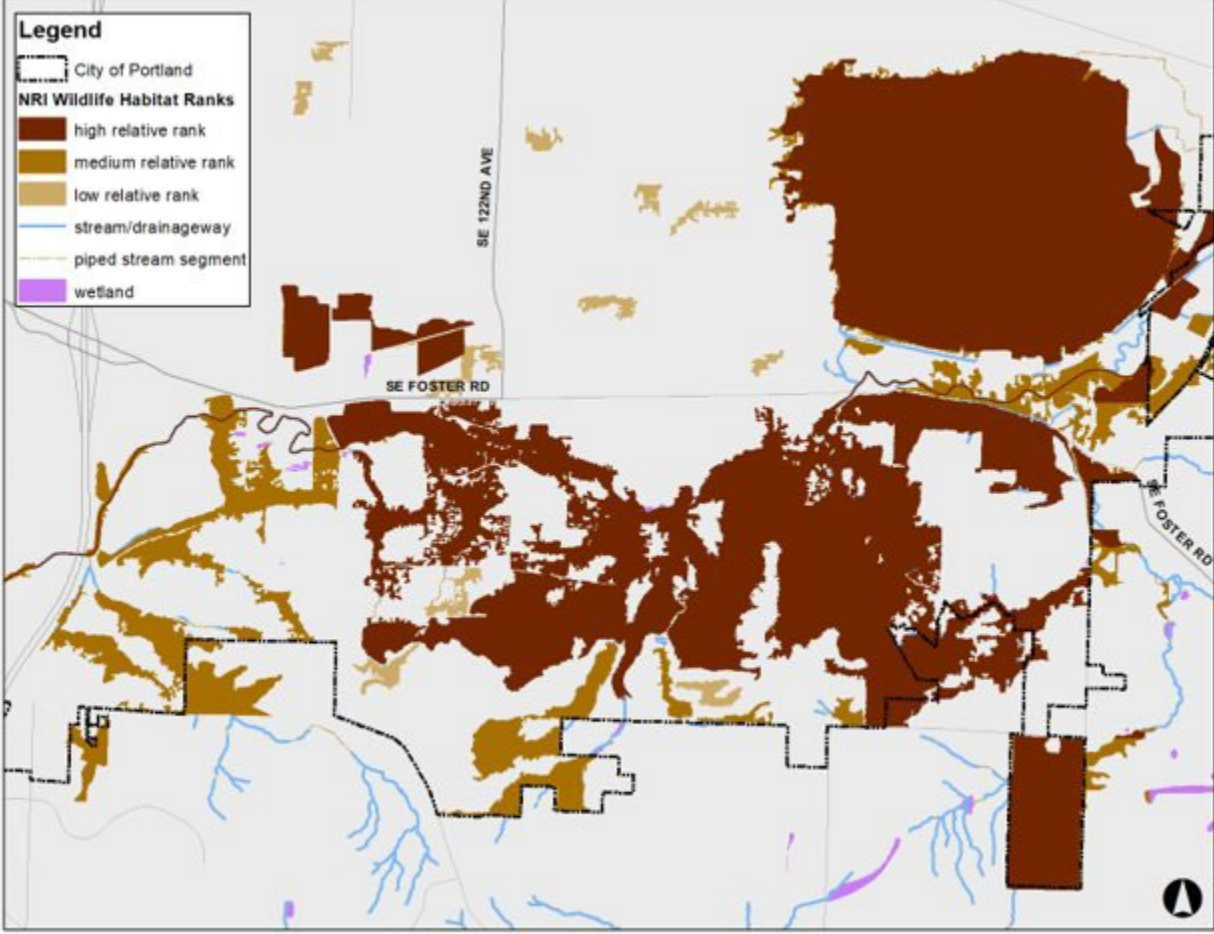 Legend
City of Portland
NRI Wildlife Habitat Ranks
high relative rank
medium relative rank
low relative rank
stream/drainageway
piped stream segment
wetland
SE 122ND AVE
SE FOSTER RD
SE FOSTER RD